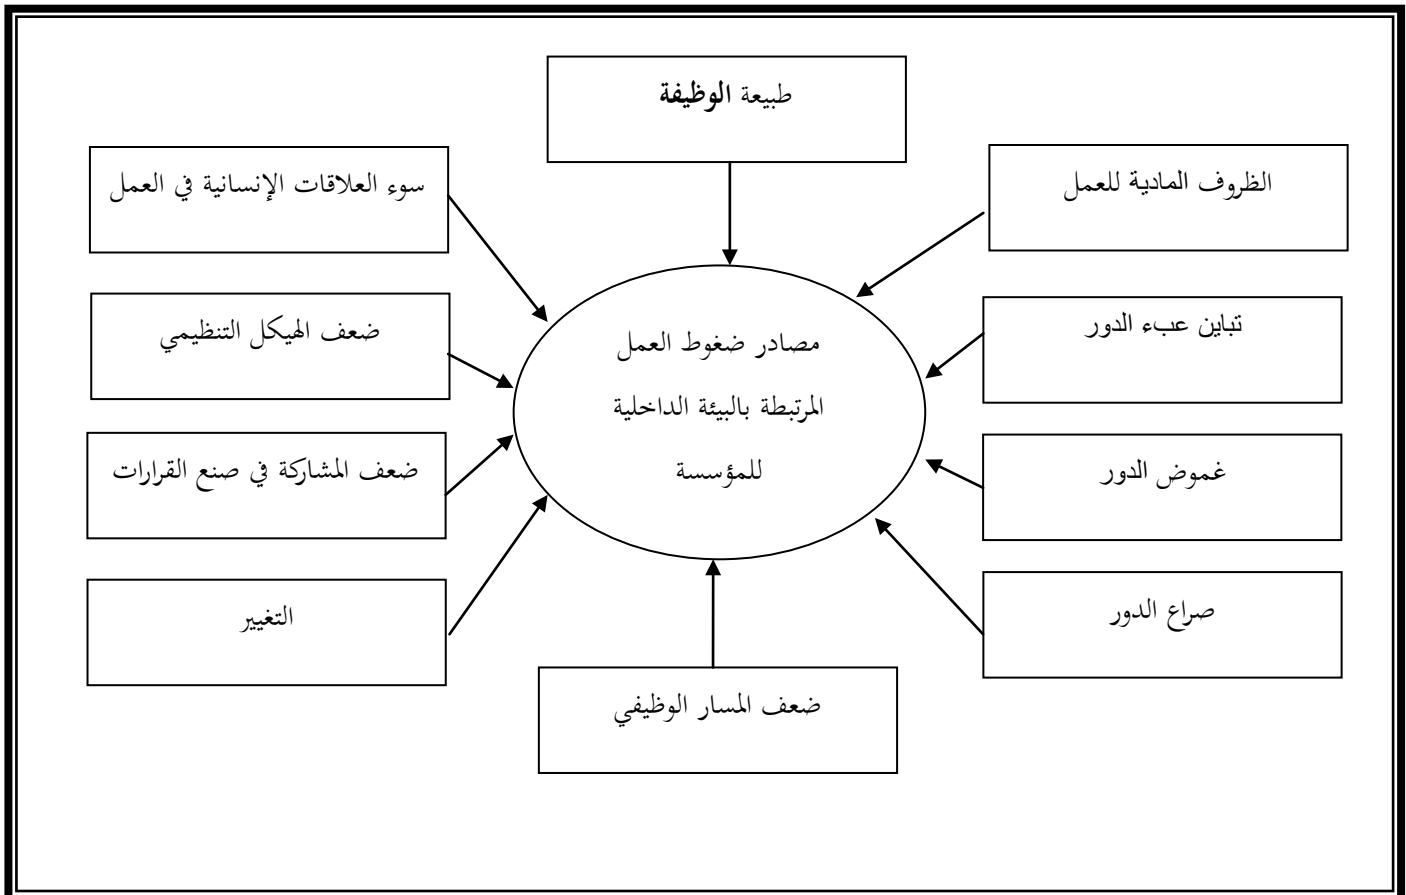 طبيعة الوظيفة
الظروف المادية للعمل
سوء العلاقات الإنسانية في العمل
تباين عبء الدور
ضعف الهيكل التنظيمي
مصادر ضغوط العمل
المرتبطة بالبيئة الداخلية
للمؤسسة
غموض الدور
ضعف المشاركة في صنع القرارات
صراع الدور
التغيير
ضعف المسار الوظيفي